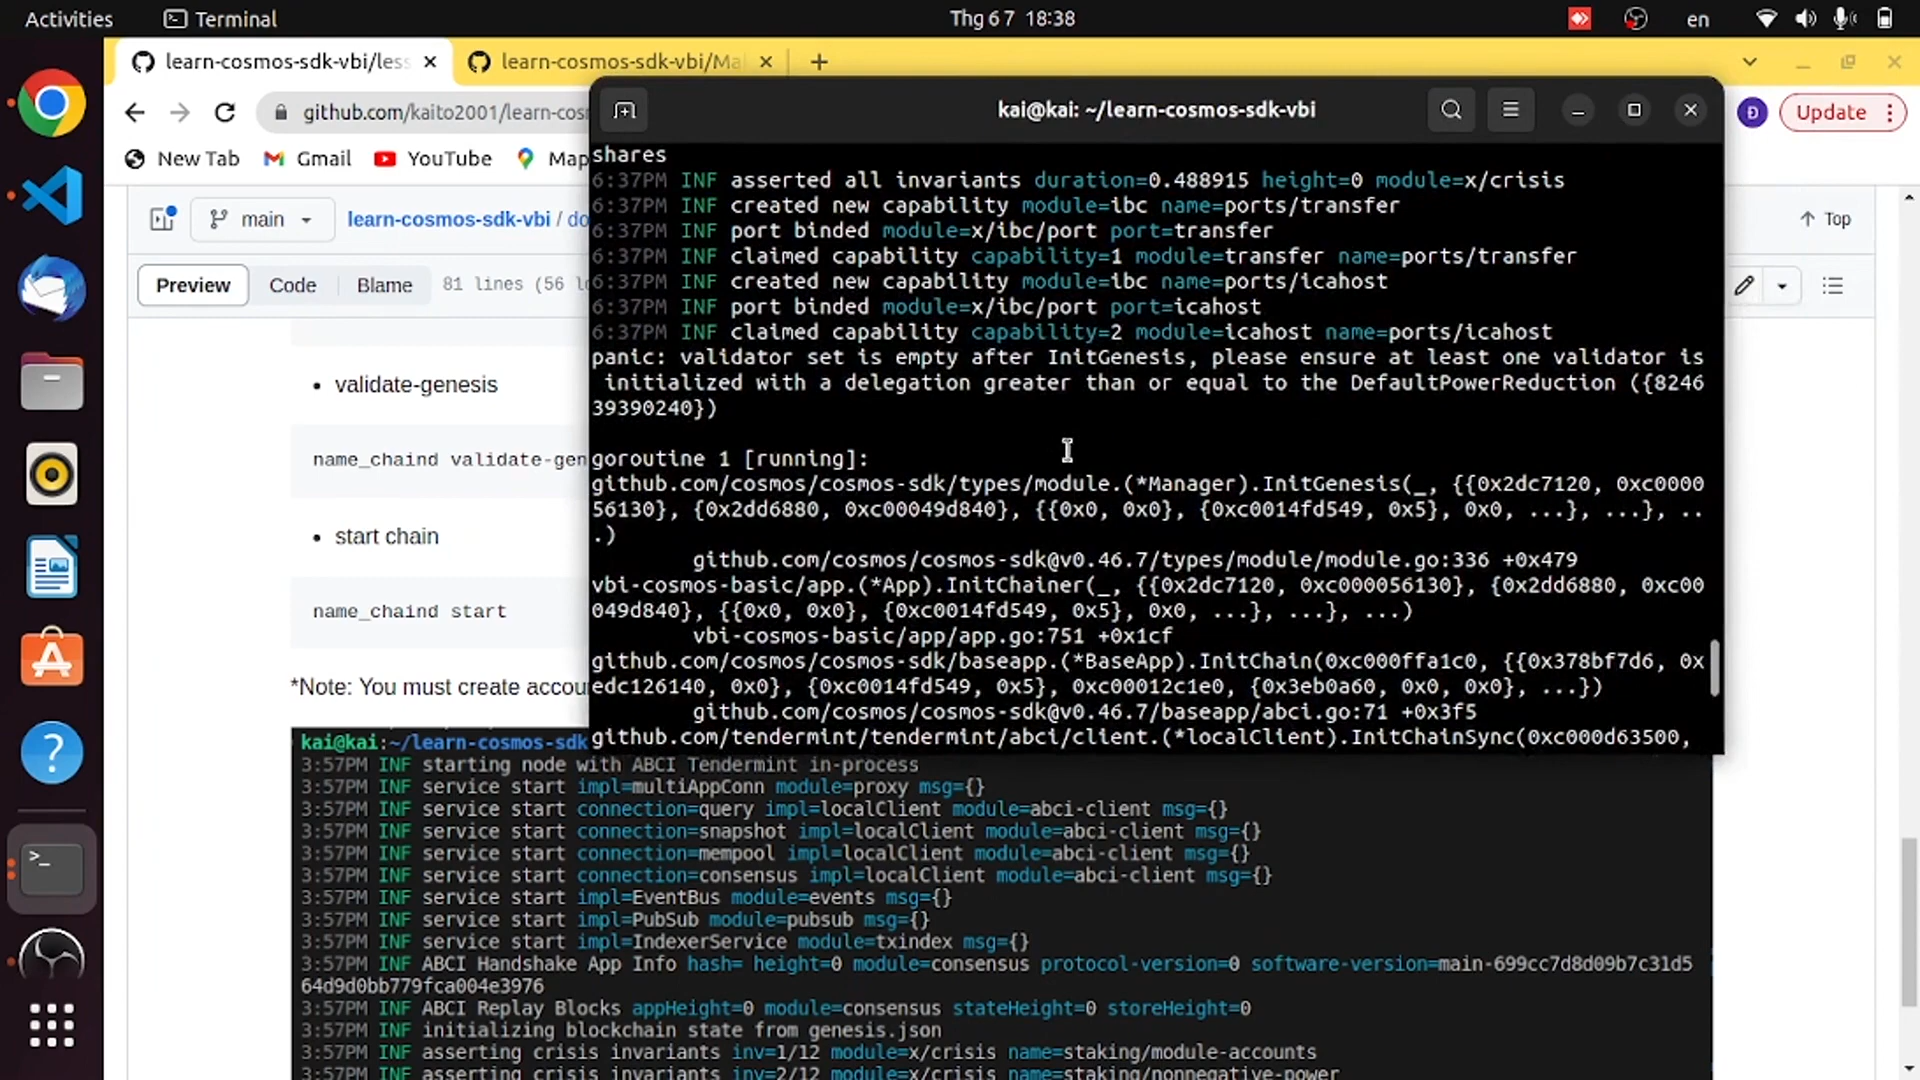 Activities
Terminal
Thg 6 7 18:38
en
learn-cosmos-sdk-vbi/less
learn-cosmos-sdk-vbi/Mai
github.com/kaito2001/learn-cosm
Đ
Update
New Tab
Gmail
YouTube
Map
main
learn-cosmos-sdk-vbi / do
Top
Preview
Code
Blame
81 lines (56 lo
validate-genesis
name_chaind validate-gen
start chain
name_chaind start
*Note: You must create accou
kai@kai: ~/learn-cosmos-sdk-vbi
shares
6:37PM INF asserted all invariants duration=0.488915 height=0 module=x/crisis
6:37PM INF created new capability module=ibc name=ports/transfer
6:37PM INF port binded module=x/ibc/port port=transfer
6:37PM INF claimed capability capability=1 module=transfer name=ports/transfer
6:37PM INF created new capability module=ibc name=ports/icahost
6:37PM INF port binded module=x/ibc/port port=icahost
6:37PM INF claimed capability capability=2 module=icahost name=ports/icahost
panic: validator set is empty after InitGenesis, please ensure at least one validator is
initialized with a delegation greater than or equal to the DefaultPowerReduction ({8246
39390240})
goroutine 1 [running]:
github.com/cosmos/cosmos-sdk/types/module.(*Manager).InitGenesis(_, {{0x2dc7120, 0xc0000
56130}, {0x2dd6880, 0xc00049d840}, {{0x0, 0x0}, {0xc0014fd549, 0x5}, 0x0, ...}, ...}, ..
.)
github.com/cosmos/cosmos-sdk@v0.46.7/types/module/module.go:336 +0x479
vbi-cosmos-basic/app.(*App).InitChainer(_, {{0x2dc7120, 0xc000056130}, {0x2dd6880, 0xc00
049d840}, {{0x0, 0x0}, {0xc0014fd549, 0x5}, 0x0, ...}, ...}, ...)
vbi-cosmos-basic/app/app.go:751 +0x1cf
github.com/cosmos/cosmos-sdk/baseapp.(*BaseApp).InitChain(0xc000ffa1c0, {{0x378bf7d6, 0x
edc126140, 0x0}, {0xc0014fd549, 0x5}, 0xc00012c1e0, {0x3eb0a60, 0x0, 0x0}, ...})
github.com/cosmos/cosmos-sdk@v0.46.7/baseapp/abci.go:71 +0x3f5
github.com/tendermint/tendermint/abci/client.(*localClient).InitChainSync(0xc000d63500,
kai@kai:~/learn-cosmos-sdk
3:57PM INF starting node with ABCI Tendermint in-process
3:57PM INF service start impl=multiAppConn module=proxy msg={}
3:57PM INF service start connection=query impl=localClient module=abci-client msg={}
3:57PM INF service start connection=snapshot impl=localClient module=abci-client msg={}
3:57PM INF service start connection=mempool impl=localClient module=abci-client msg={}
3:57PM INF service start connection=consensus impl=localClient module=abci-client msg={}
3:57PM INF service start impl=EventBus module=events msg={}
3:57PM INF service start impl=PubSub module=pubsub msg={}
3:57PM INF service start impl=IndexerService module=txindex msg={}
3:57PM INF ABCI Handshake App Info hash= height=0 module=consensus protocol-version=0 software-version=main-699cc7d8d09b7c31d5
64d9d0bb779fca004e3976
3:57PM INF ABCI Replay Blocks appHeight=0 module=consensus stateHeight=0 storeHeight=0
3:57PM INF initializing blockchain state from genesis.json
3:57PM INF asserting crisis invariants inv=1/12 module=x/crisis name=staking/module-accounts
3:57PM INF asserting crisis invariants inv=2/12 module=x/crisis name=staking/nonnegative-power